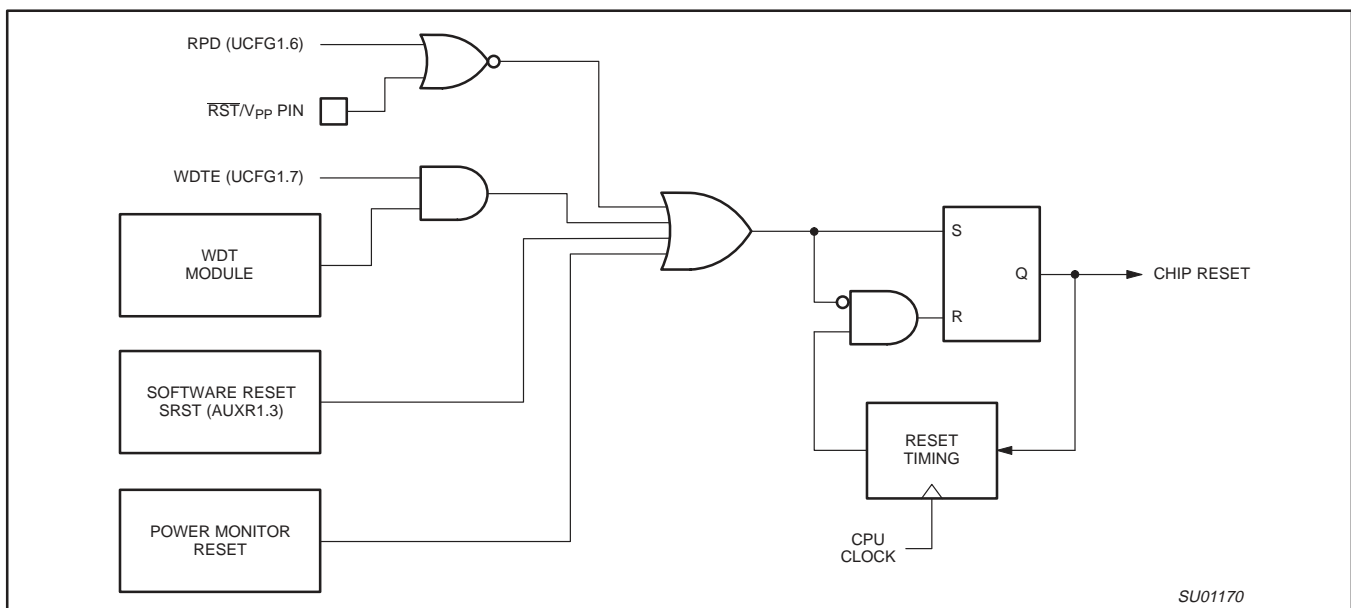 RPD (UCFG1.6)
RST/VPP PIN
WDTE (UCFG1.7)
WDT
MODULE
SOFTWARE RESET
SRST (AUXR1.3)
POWER MONITOR
RESET
S
Q
R
CHIP RESET
RESET
TIMING
CPU
CLOCK
SU01170